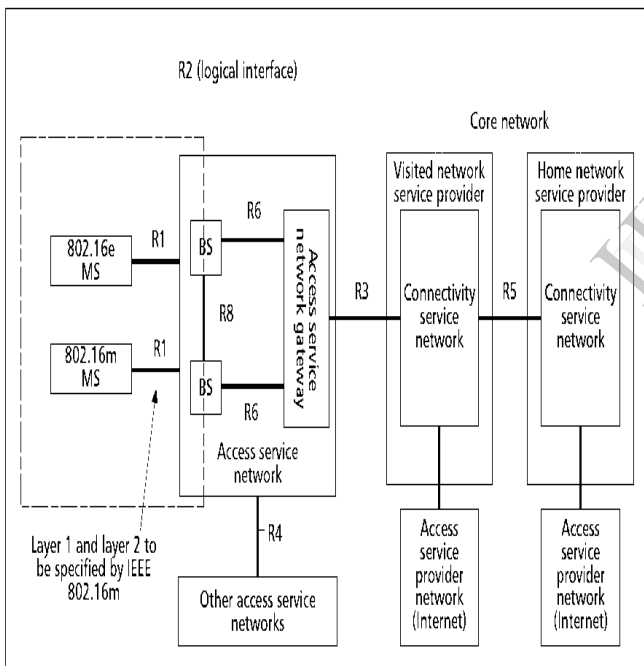 R2 (logical interface)
Core network
Visited network
service provider
Home network
service provider
802.16e
MS
R1
BS
R6
Access service
network gateway
R8
802.16m
MS
R1
BS
R6
Access service
network
R3
Connectivity
service
network
R5
Connectivity
service
network
R4
Layer 1 and layer 2 to
be specified by IEEE
802.16m
Other access service
networks
Access
service
provider
network
(Internet)
Access
service
provider
network
(Internet)